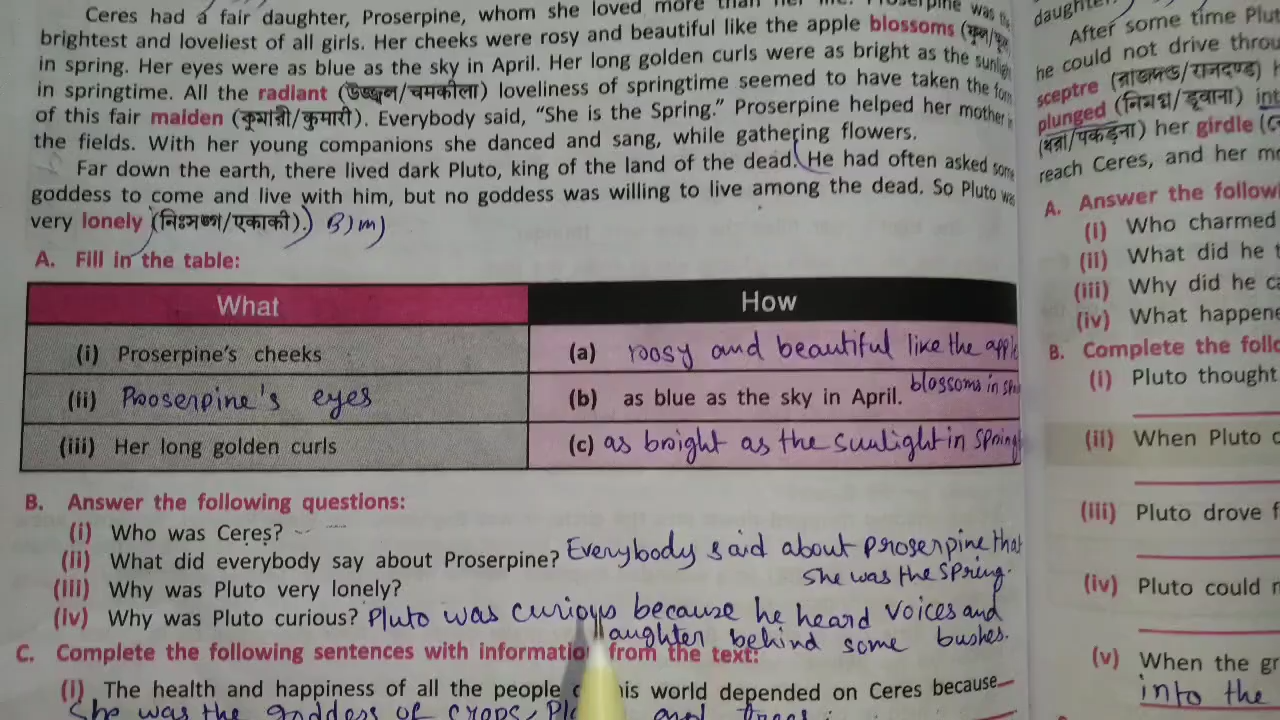 Ceres had a fair daughter, Proserpine, whom she loved more than her life. Proserpine was the
brightest and loveliest of all girls. Her cheeks were rosy and beautiful like the apple blossoms
in spring. Her eyes were as blue as the sky in April. Her long golden curls were as bright as the sunlight
in springtime. All the radiant (उज्ज्वल/चमकीला) loveliness of springtime seemed to have taken the form
of this fair maiden (কুমারী/कुमारी). Everybody said, “She is the Spring.” Proserpine helped her mother in
the fields. With her young companions she danced and sang, while gathering flowers.
Far down the earth, there lived dark Pluto, king of the land of the dead. He had often asked some
goddess to come and live with him, but no goddess was willing to live among the dead. So Pluto was
very lonely (নিঃসঙ্গ/एकाकी). B) m)
A. Fill in the table:
What How
(i) Proserpine's cheeks (a) roosy and beautiful like the apple
blossoms in
(ii) Prooserpine's eyes (b) as blue as the sky in April.
(iii) Her long golden curls (c) as bright as the sunlight in spring
B. Answer the following questions:
(i) Who was Ceres?
(ii) What did everybody say about Proserpine? Everybody said about proserpine that
she was the spring.
(iii) Why was Pluto very lonely?
(iv) Why was Pluto curious? Pluto was curious because he heard voices and
aughter behind some bushes.
C. Complete the following sentences with information from the text:
(i) The health and happiness of all the people of this world depended on Ceres because
She was the goddess of crops, and trees
daughter
After some time
he could not drive
sceptre (রাজদণ্ড/राजदण्ड)
plunged (নিমগ্ন/डूबाना)
(धরা/पकड़ना) her girdle
reach Ceres, and her
A. Answer the
(i) Who charmed
(ii) What did he
(iii) Why did he
(iv) What
B. Complete the
(i) Pluto thought
(ii) When Pluto
(iii) Pluto drove
(iv) Pluto could
(v) When the
into the